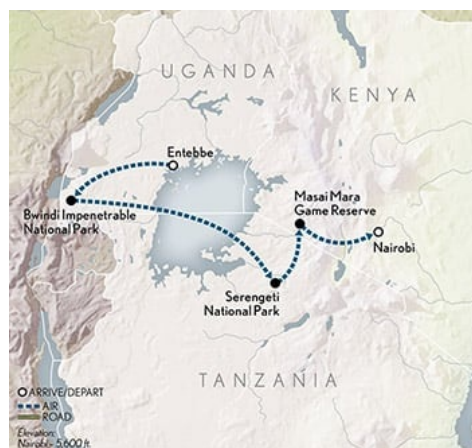 UGANDA
KENYA
Entebbe
Bwindi Impenetrable
National Park
Masai Mara
Game Reserve
Nairobi
Serengeti
National Park
TANZANIA
ARRIVE/DEPART
AIR
ROAD
Elevation:
Nairobi - 5,600 ft.